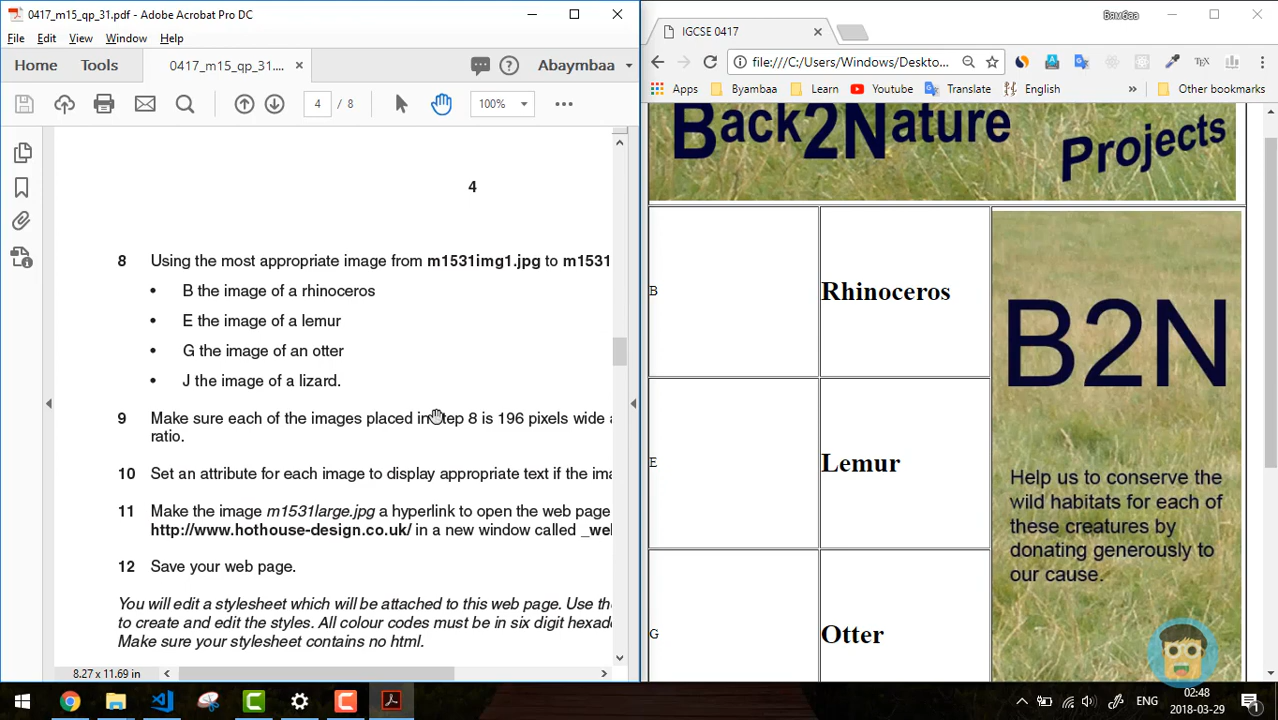 0417_m15_qp_31.pdf - Adobe Acrobat Pro DC
File Edit View Window Help
Home Tools 0417_m15_qp_31.... × Abaymbaa
4 / 8 100%
4
8 Using the most appropriate image from m1531img1.jpg to m1531
• B the image of a rhinoceros
• E the image of a lemur
• G the image of an otter
• J the image of a lizard.
9 Make sure each of the images placed in step 8 is 196 pixels wide a
ratio.
10 Set an attribute for each image to display appropriate text if the ima
11 Make the image m1531large.jpg a hyperlink to open the web page
http://www.hothouse-design.co.uk/ in a new window called _we
12 Save your web page.
You will edit a stylesheet which will be attached to this web page. Use the
to create and edit the styles. All colour codes must be in six digit hexade
Make sure your stylesheet contains no html.
8.27 x 11.69 in
Вямбаа
IGCSE 0417
file:///C:/Users/Windows/Deskto...
Apps Byambaa Learn Youtube Translate English » Other bookmarks
Back2Nature Projects
B Rhinoceros
E Lemur
G Otter
B2N
Help us to conserve the
wild habitats for each of
these creatures by
donating generously to
our cause.
ENG 02:48
2018-03-29